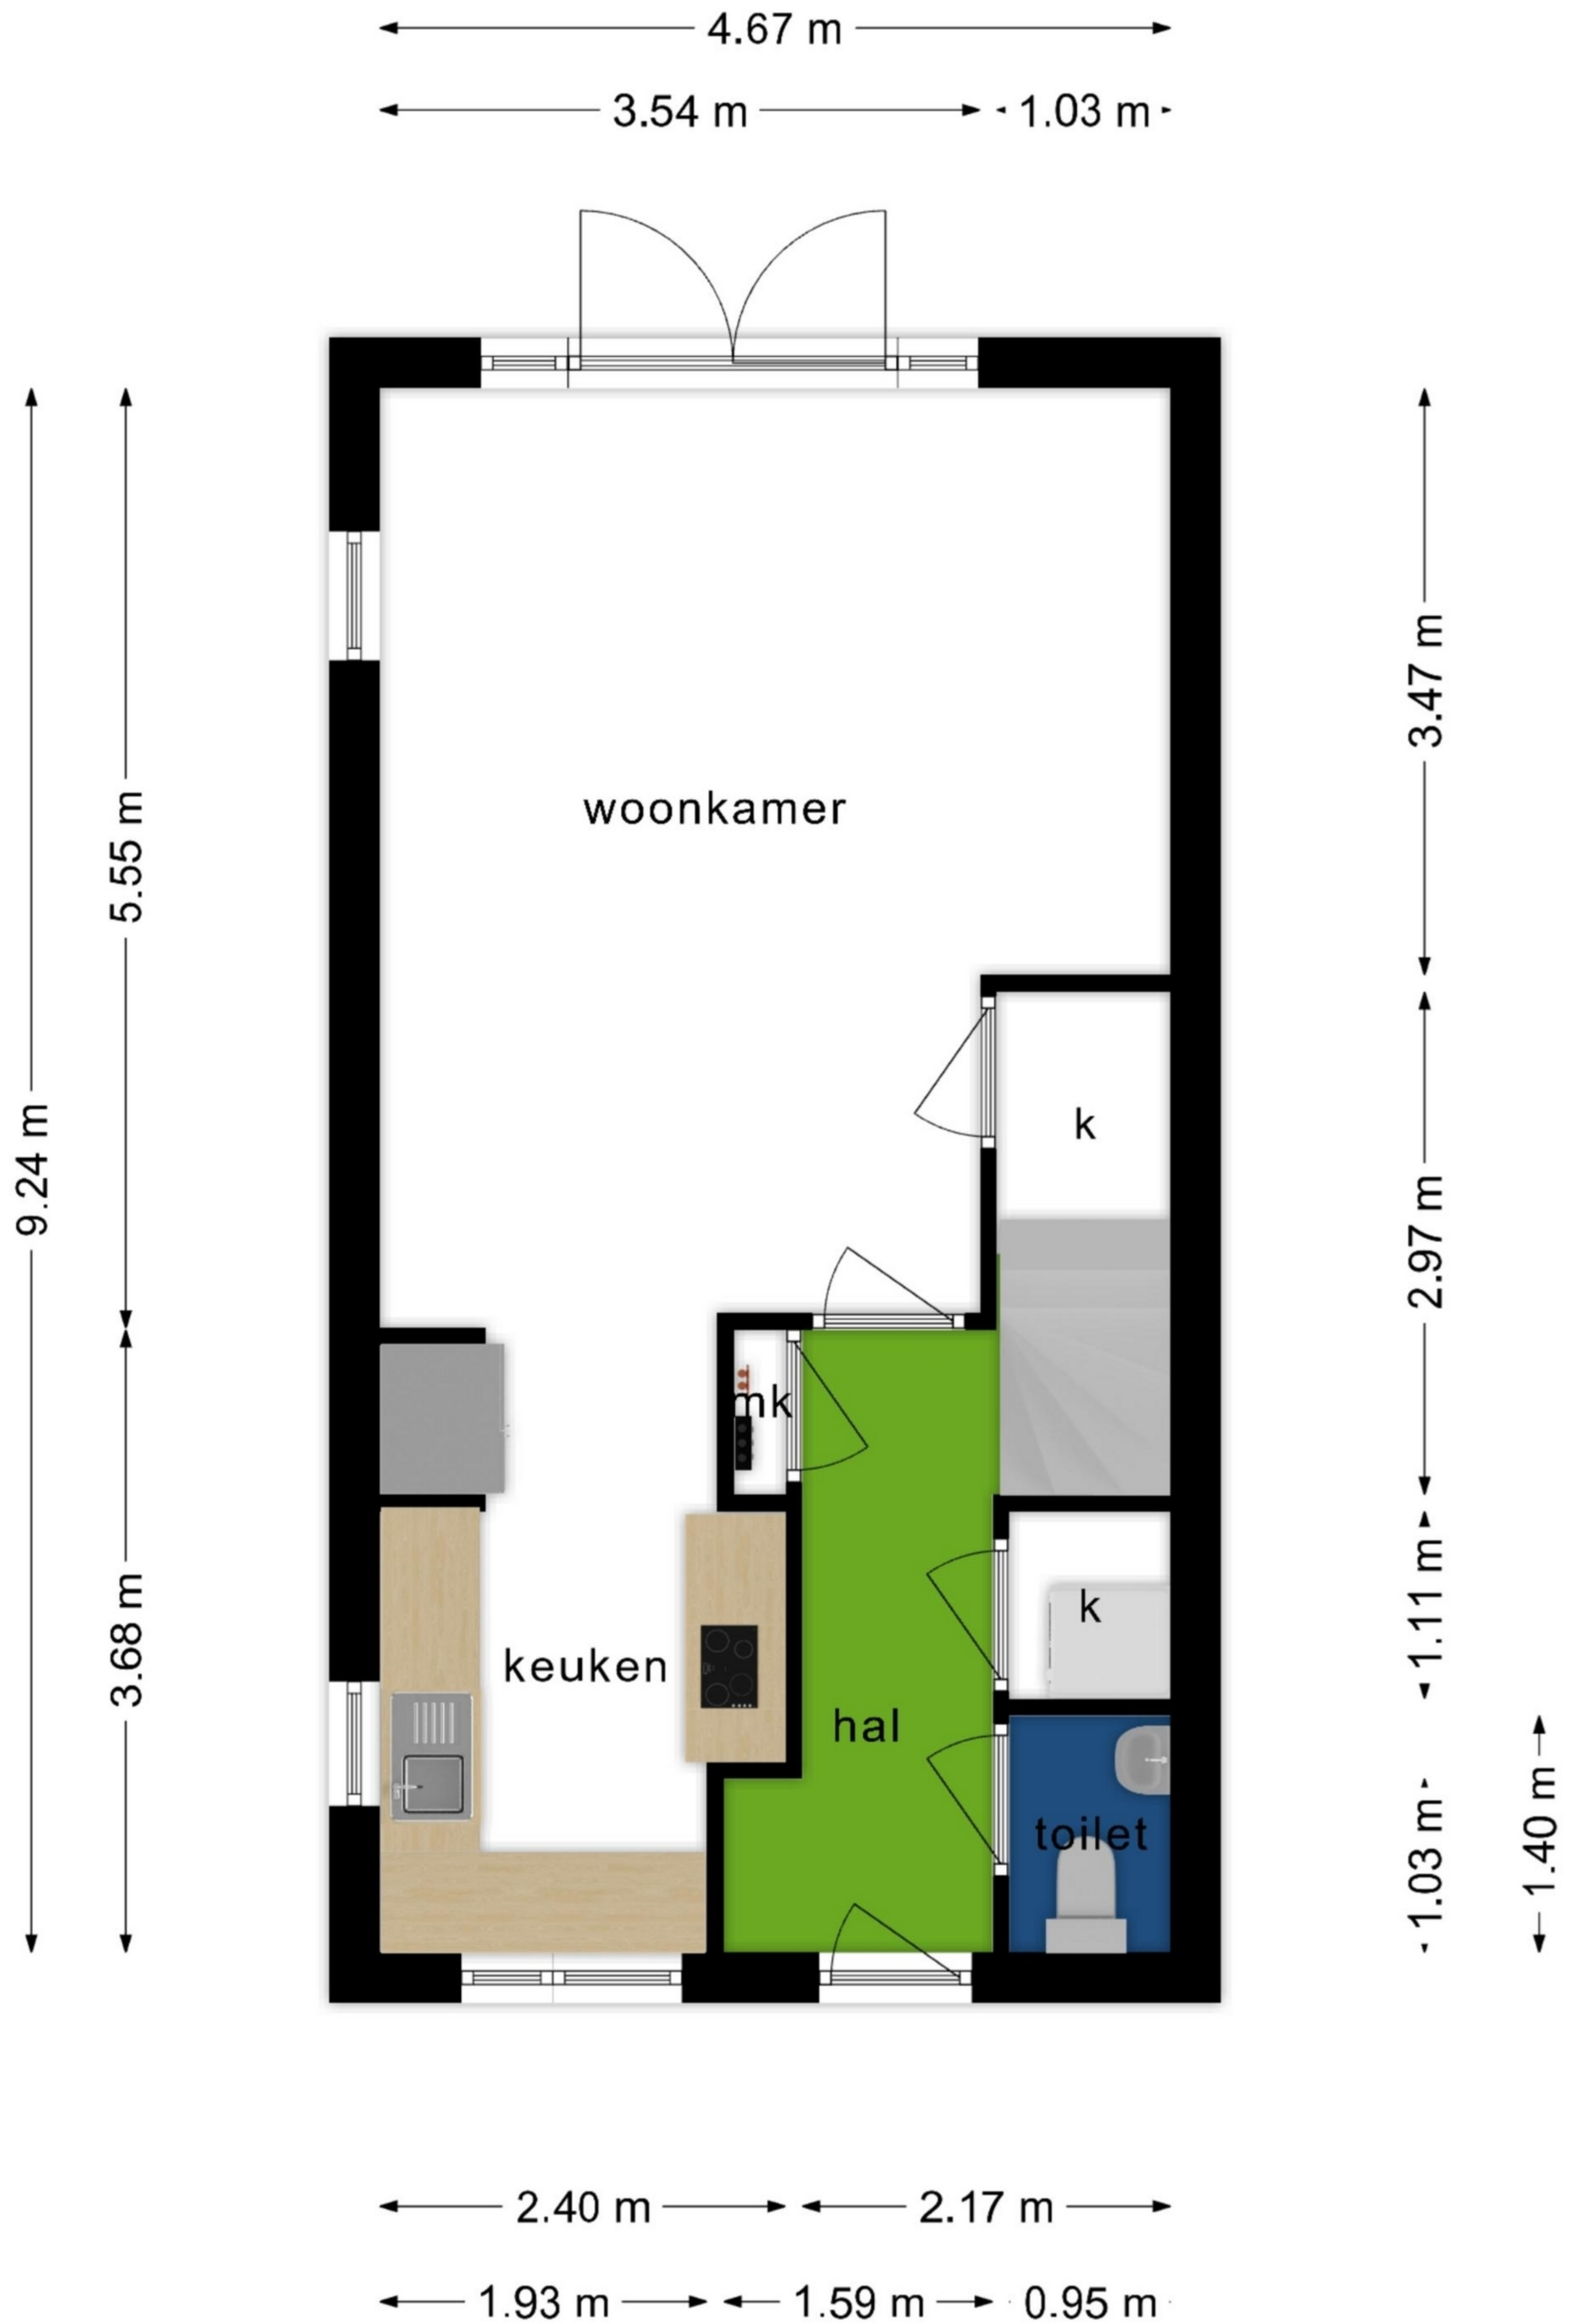 4.67 m
3.54 m
1.03 m
woonkamer
3.47 m
5.55 m
9.24 m
k
2.97 m
mk
k
1.11 m
keuken
3.68 m
hal
toilet
1.03 m
1.40 m
2.40 m
2.17 m
1.93 m
1.59 m
0.95 m